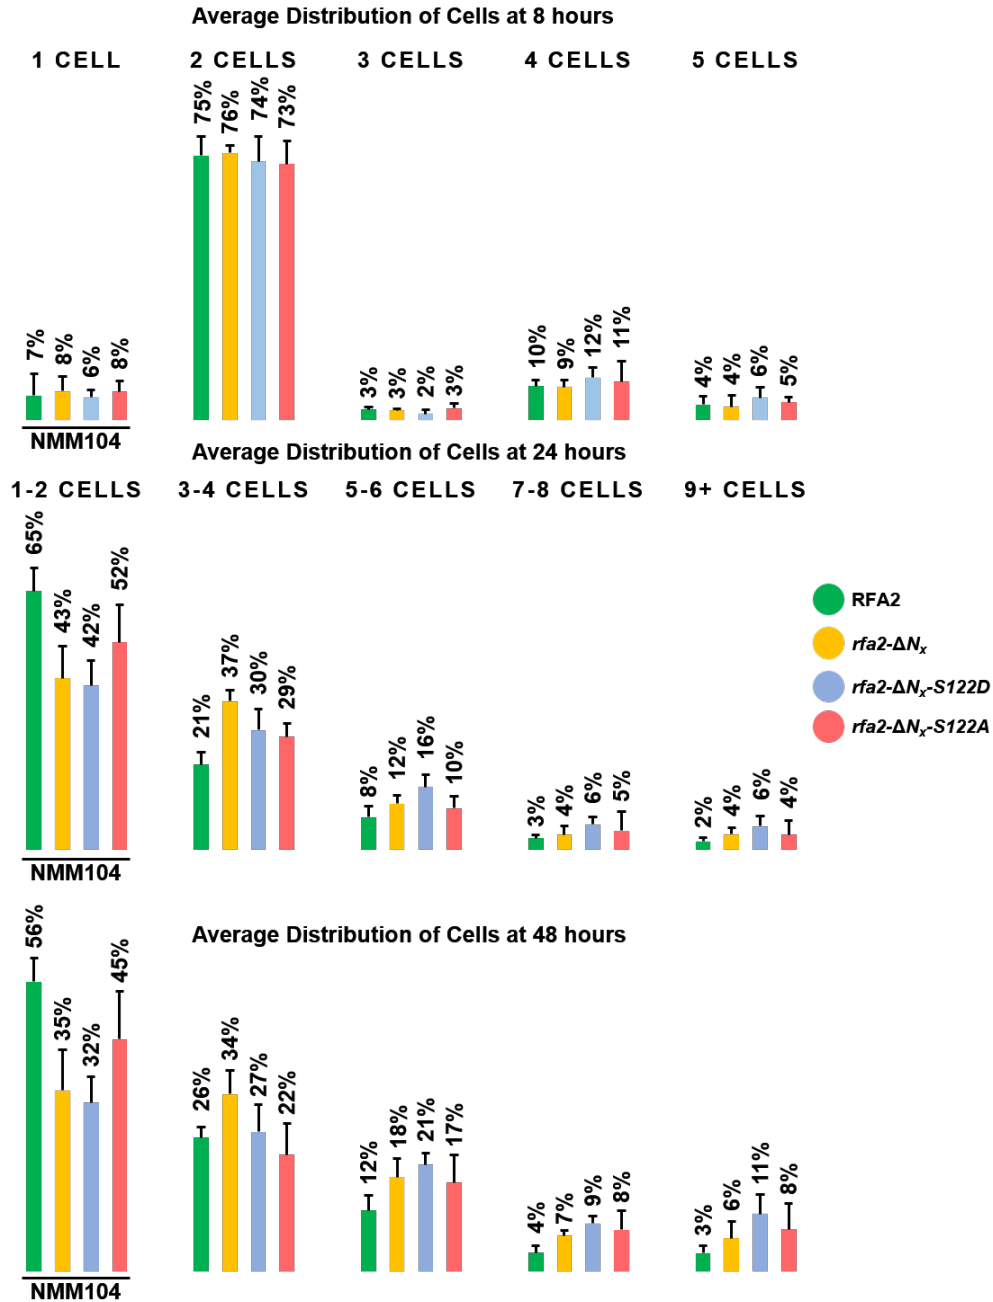 Average Distribution of Cells at 8 hours
1 CELL 2 CELLS 3 CELLS 4 CELLS 5 CELLS
7% 8% 6% 8% 75% 76% 74% 73% 3% 3% 2% 3% 10% 9% 12% 11% 4% 4% 6% 5%
NMM104
Average Distribution of Cells at 24 hours
1-2 CELLS 3-4 CELLS 5-6 CELLS 7-8 CELLS 9+ CELLS
65% 43% 42% 52% 21% 37% 30% 29% 8% 12% 16% 10% 3% 4% 6% 5% 2% 4% 6% 4%
RFA2
rfa2-ΔNx
rfa2-ΔNx-S122D
rfa2-ΔNx-S122A
NMM104
Average Distribution of Cells at 48 hours
56% 35% 32% 45% 26% 34% 27% 22% 12% 18% 21% 17% 4% 7% 9% 8% 3% 6% 11% 8%
NMM104